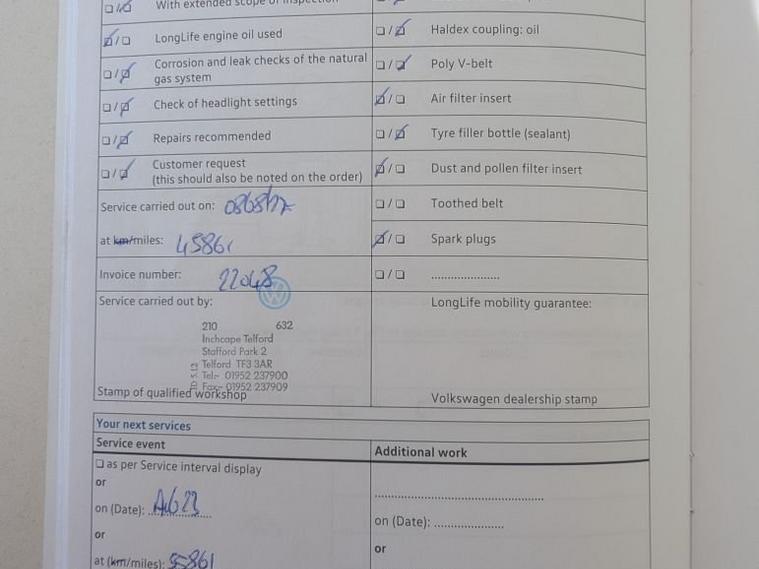 With extended scope of inspection
LongLife engine oil used
Haldex coupling: oil
Corrosion and leak checks of the natural
gas system
Poly V-belt
Check of headlight settings
Air filter insert
Repairs recommended
Tyre filler bottle (sealant)
Customer request
(this should also be noted on the order)
Dust and pollen filter insert
Service carried out on:
Toothed belt
at km/miles: 45861
Spark plugs
Invoice number: 22048
....................
Service carried out by:
LongLife mobility guarantee:
210 632
Inchcape Telford
Stafford Park 2
Telford TF3 3AR
Tel:- 01952 237900
Fax:- 01952 237909
Stamp of qualified workshop
Volkswagen dealership stamp
Your next services
Service event
Additional work
as per Service interval display
or
on (Date): Aug 23
on (Date): ....................
or
or
at (km/miles): 55861